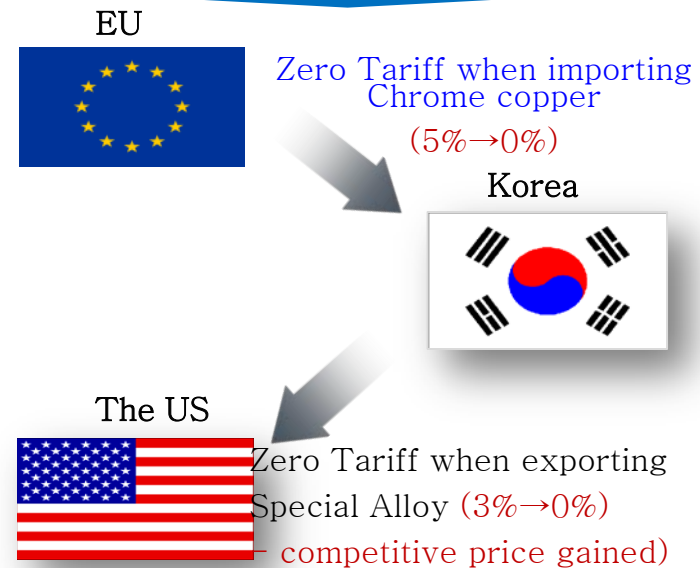 EU
Zero Tariff when importing
Chrome copper
(5%→0%)
Korea
The US
Zero Tariff when exporting
Special Alloy (3%→0%)
- competitive price gained)